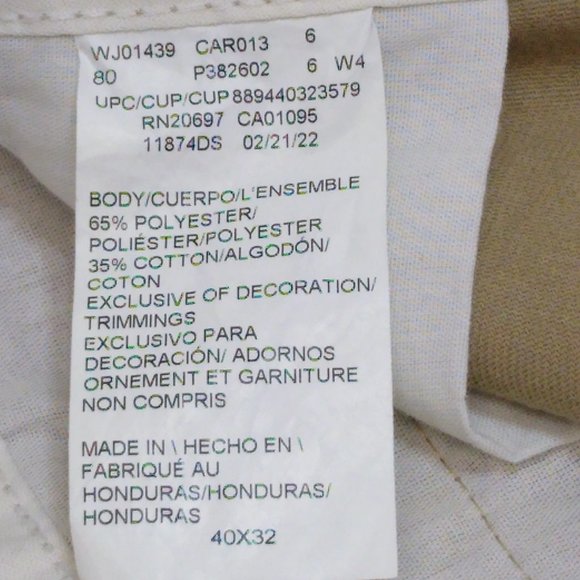 WJ01439 CAR013 6
80 P382602 6 W4
UPC/CUP/CUP 889440323579
RN20697 CA01095
11874DS 02/21/22
BODY/CUERPO/L'ENSEMBLE
65% POLYESTER/
POLIÉSTER/POLYESTER
35% COTTON/ALGODÓN/
COTON
EXCLUSIVE OF DECORATION/
TRIMMINGS
EXCLUSIVO PARA
DECORACIÓN/ ADORNOS
ORNEMENT ET GARNITURE
NON COMPRIS
MADE IN \ HECHO EN \
FABRIQUÉ AU
HONDURAS/HONDURAS/
HONDURAS
40X32